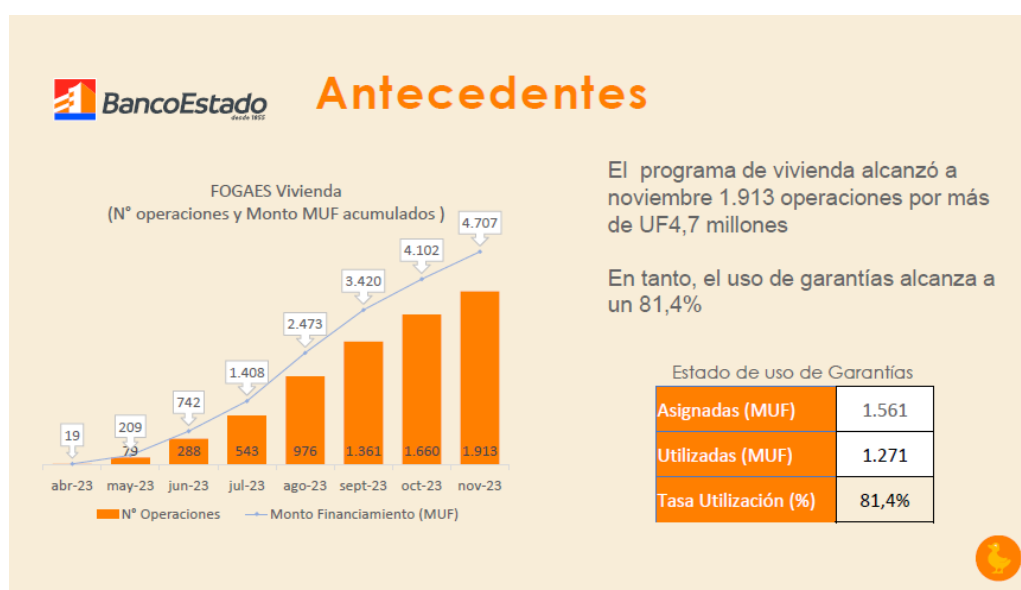 BancoEstado
desde 1855
Antecedentes
FOGAES Vivienda
(N° operaciones y Monto MUF acumulados )
19
209
742
1.408
2.473
3.420
4.102
4.707
79
288
543
976
1.361
1.660
1.913
abr-23 may-23 jun-23 jul-23 ago-23 sept-23 oct-23 nov-23
N° Operaciones Monto Financiamiento (MUF)
El programa de vivienda alcanzó a
noviembre 1.913 operaciones por más
de UF4,7 millones
En tanto, el uso de garantías alcanza a
un 81,4%
Estado de uso de Garantías
Asignadas (MUF) 1.561
Utilizadas (MUF) 1.271
Tasa Utilización (%) 81,4%